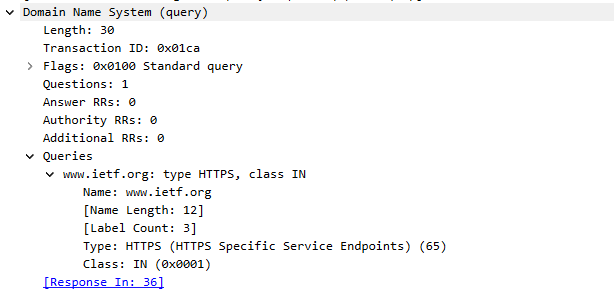 Domain Name System (query)
Length: 30
Transaction ID: 0x01ca
Flags: 0x0100 Standard query
Questions: 1
Answer RRs: 0
Authority RRs: 0
Additional RRs: 0
Queries
www.ietf.org: type HTTPS, class IN
Name: www.ietf.org
[Name Length: 12]
[Label Count: 3]
Type: HTTPS (HTTPS Specific Service Endpoints) (65)
Class: IN (0x0001)
[Response In: 36]